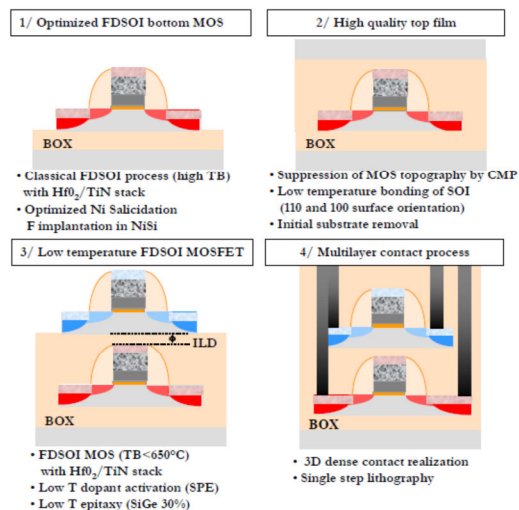 1/ Optimized FDSOI bottom MOS
BOX
• Classical FDSOI process (high TB)
with Hf0₂/TiN stack
• Optimized Ni Salicidation
F implantation in NiSi
2/ High quality top film
BOX
• Suppression of MOS topography by CMP
• Low temperature bonding of SOI
(110 and 100 surface orientation)
• Initial substrate removal
3/ Low temperature FDSOI MOSFET
ILD
BOX
• FDSOI MOS (TB<650°C)
with Hf0₂/TiN stack
• Low T dopant activation (SPE)
• Low T epitaxy (SiGe 30%)
4/ Multilayer contact process
BOX
• 3D dense contact realization
• Single step lithography